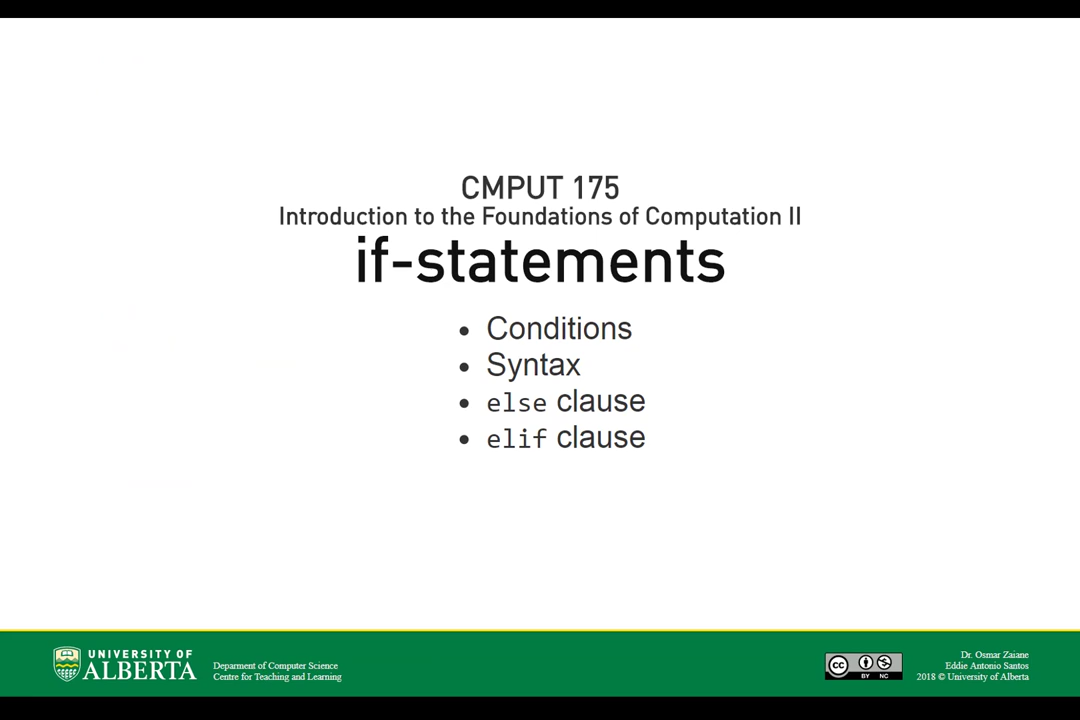 CMPUT 175
Introduction to the Foundations of Computation II
if-statements
• Conditions
• Syntax
• else clause
• elif clause
UNIVERSITY OF
ALBERTA
Deparment of Computer Science
Centre for Teaching and Learning
cc
BY NC
Dr. Osmar Zaiane
Eddie Antonio Santos
2018 © University of Alberta